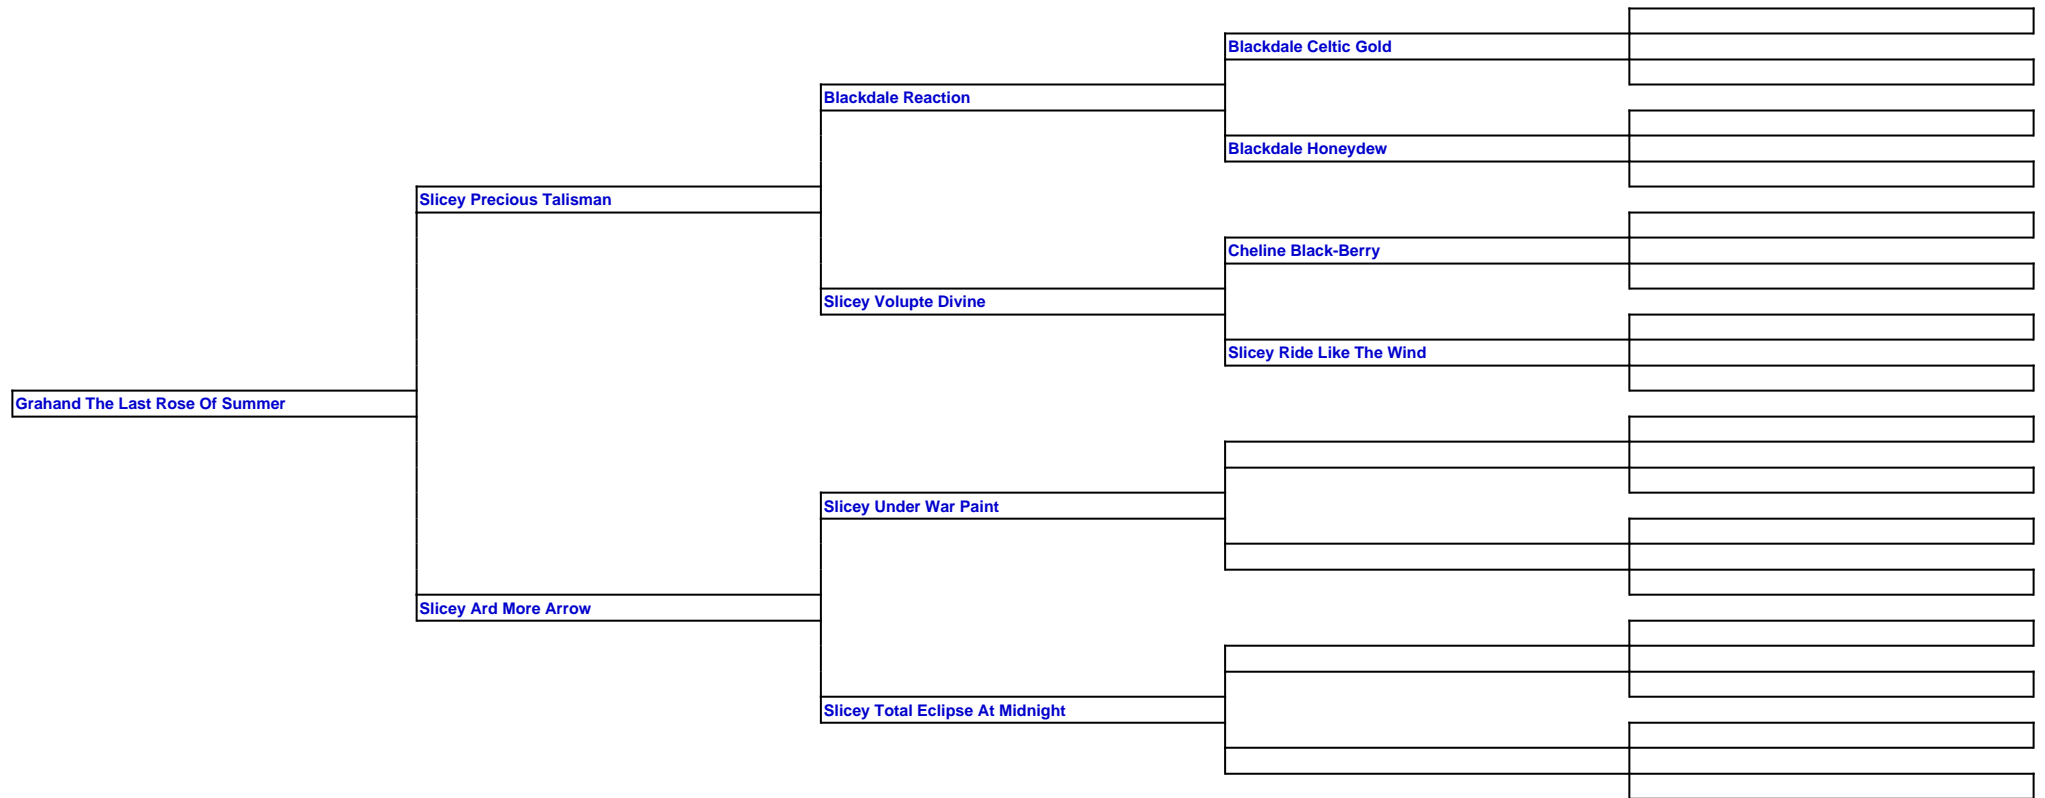 Blackdale Celtic Gold
Blackdale Reaction
Blackdale Honeydew
Slicey Precious Talisman
Cheline Black-Berry
Slicey Volupte Divine
Slicey Ride Like The Wind
Grahand The Last Rose Of Summer
Slicey Under War Paint
Slicey Ard More Arrow
Slicey Total Eclipse At Midnight